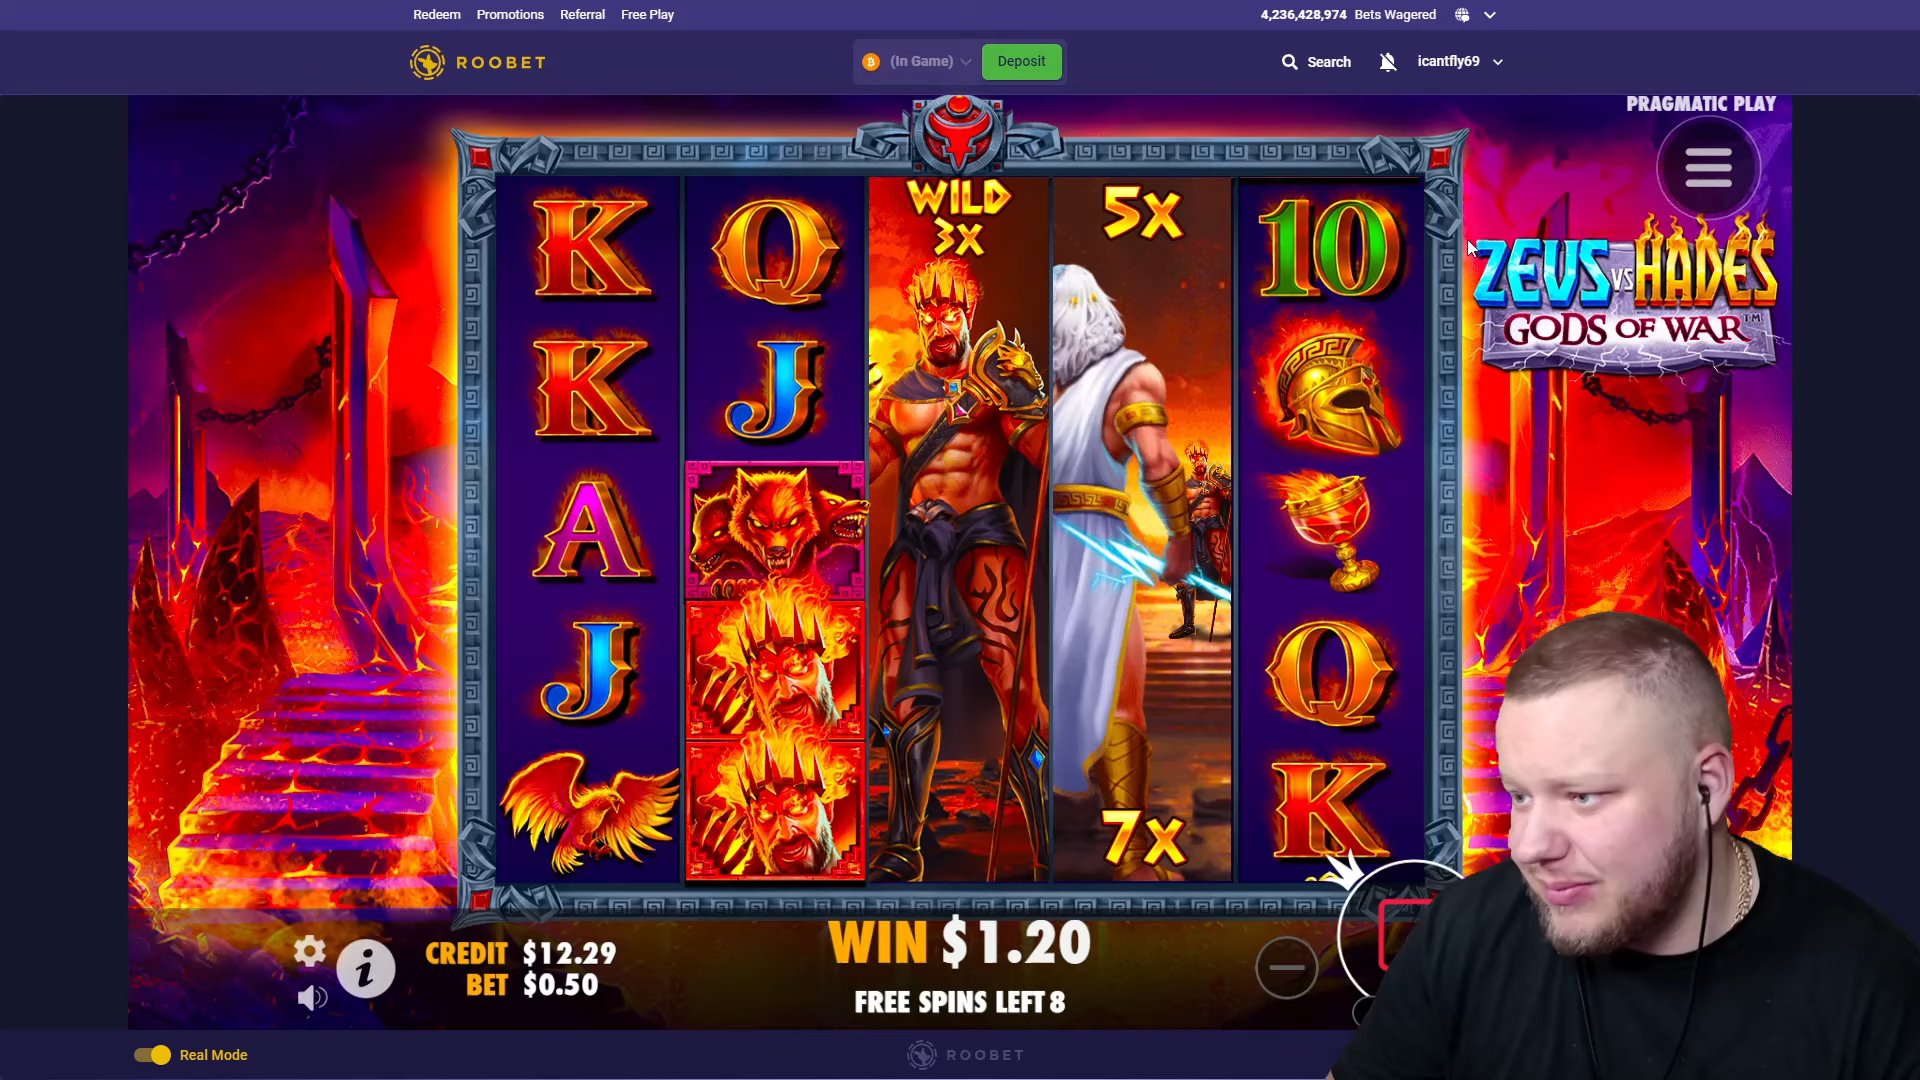 Redeem Promotions Referral Free Play
4,236,428,974 Bets Wagered
ROOBET
(In Game)
Deposit
Search
icantfly69
PRAGMATIC PLAY
ZEUS VS HADES
GODS OF WAR™
K Q WILD 5X 10
3X
K J
A
J Q
7X K
CREDIT $12.29
BET $0.50
WIN $1.20
FREE SPINS LEFT 8
Real Mode
ROOBET